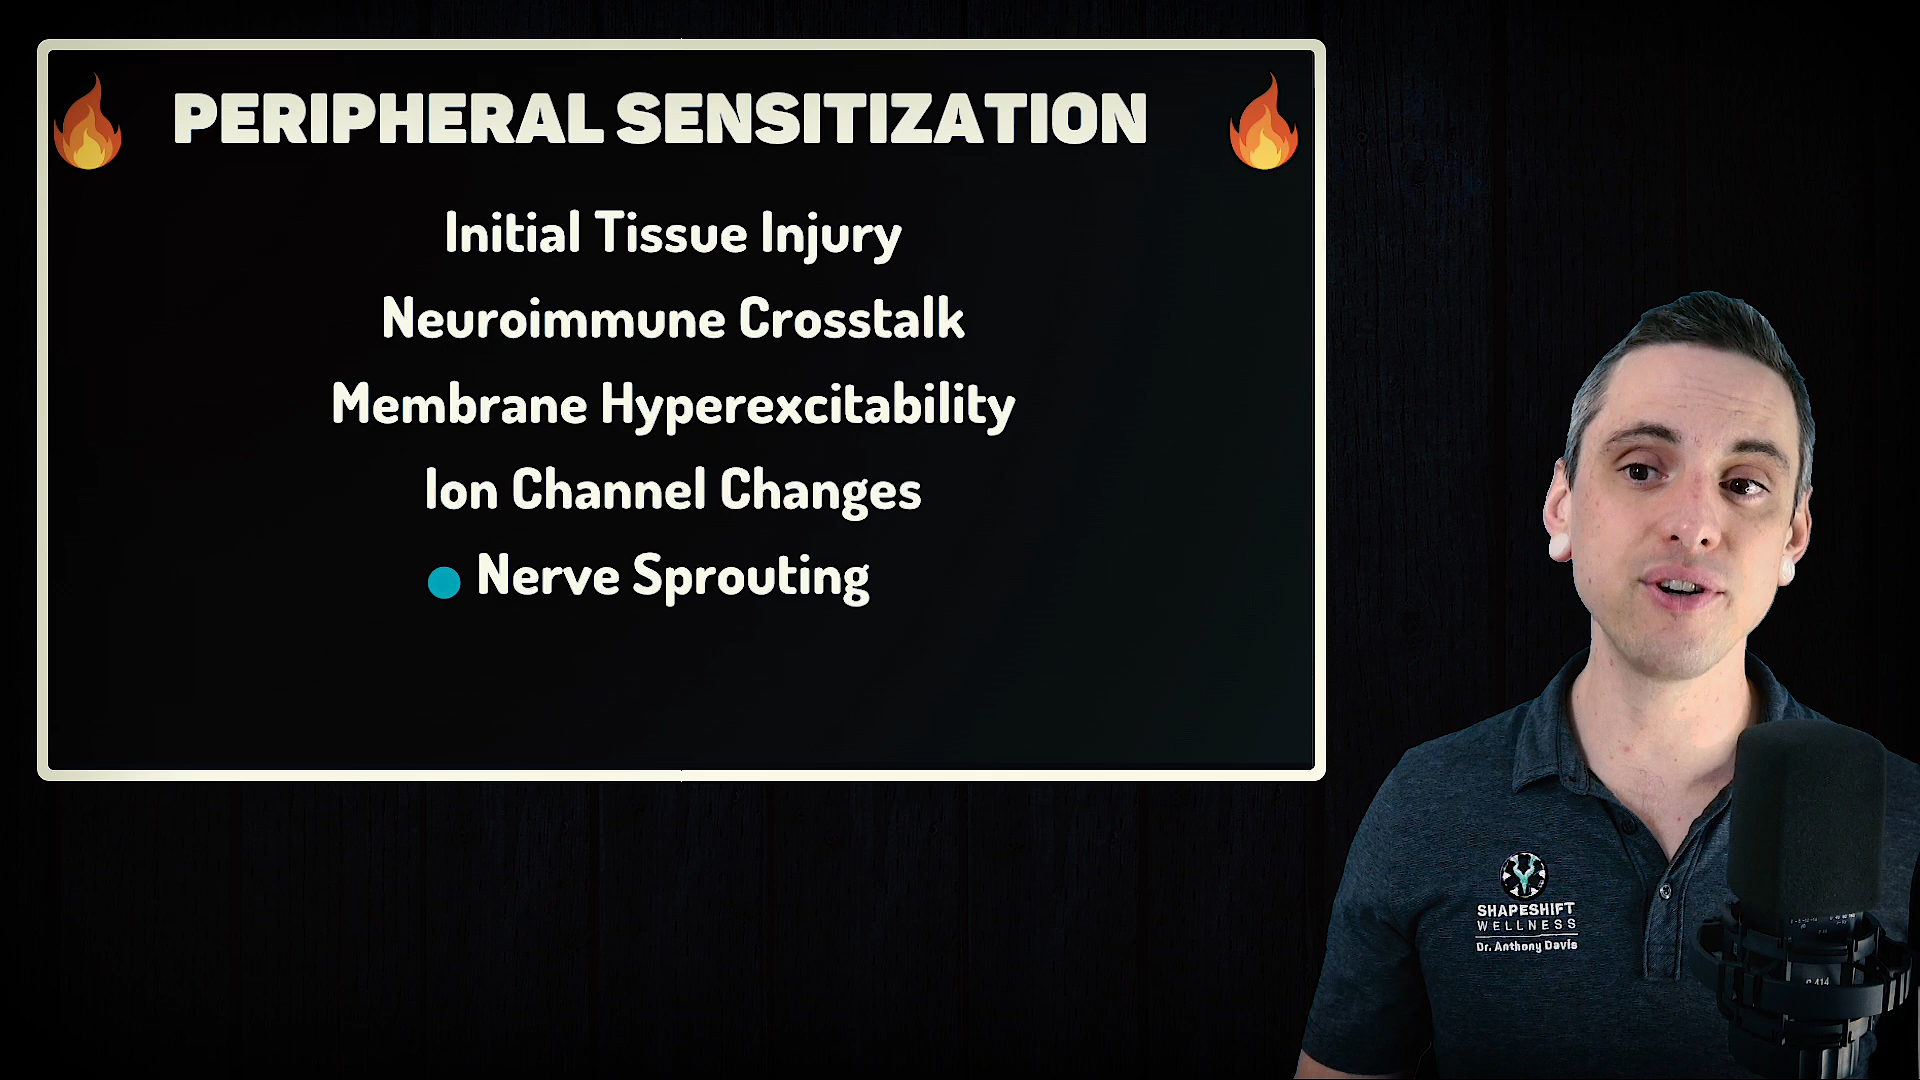 PERIPHERAL SENSITIZATION
Initial Tissue Injury
Neuroimmune Crosstalk
Membrane Hyperexcitability
Ion Channel Changes
Nerve Sprouting
SHAPESHIFT
WELLNESS
Dr. Anthony Davis
C 414